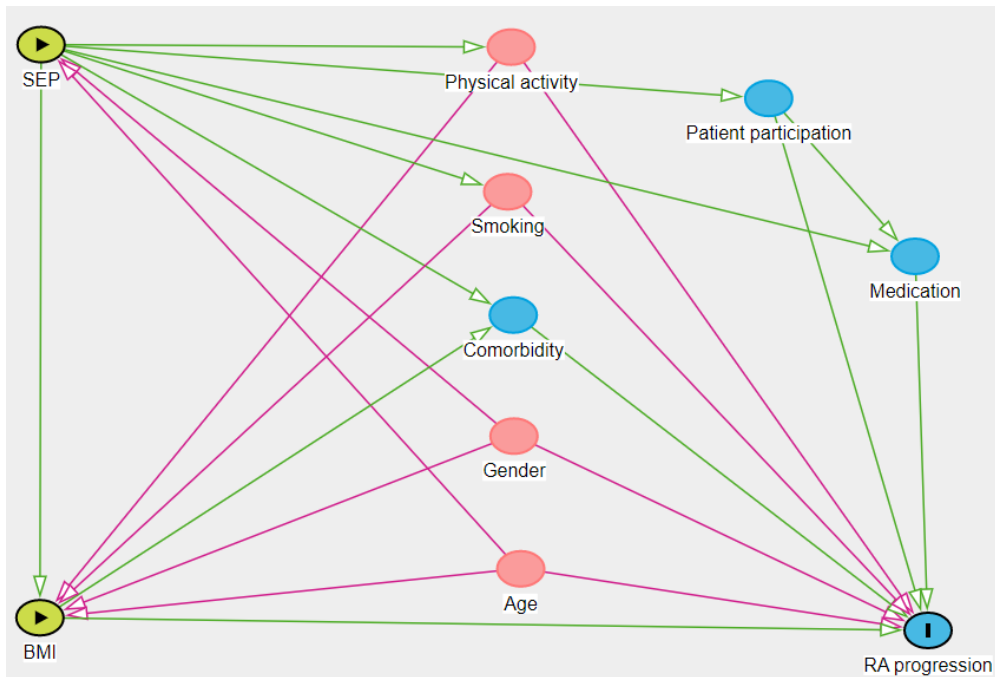 SEP
Physical activity
Patient participation
Smoking
Medication
Comorbidity
Gender
Age
BMI
RA progression